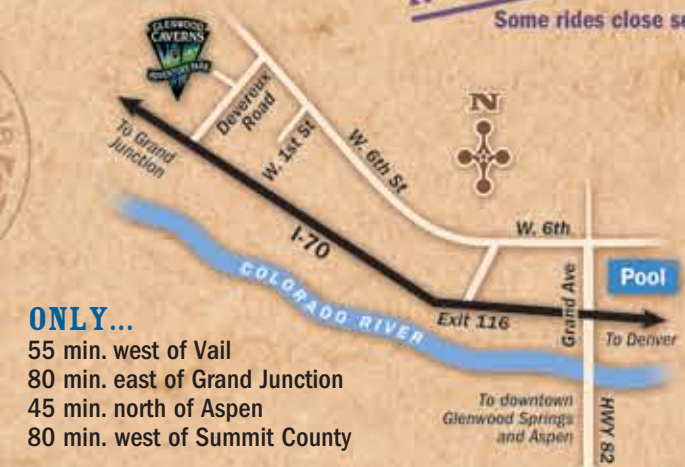 Some rides close
GLENWOOD
CAVERNS
ADVENTURE PARK
N
To Grand
Junction
Devereux
Road
W. 1st St
W. 6th St
W. 6th
I-70
Pool
COLORADO RIVER
Exit 116
Grand Ave
To Denver
ONLY...
55 min. west of Vail
80 min. east of Grand Junction
45 min. north of Aspen
80 min. west of Summit County
To downtown
Glenwood Springs
and Aspen
HWY 82